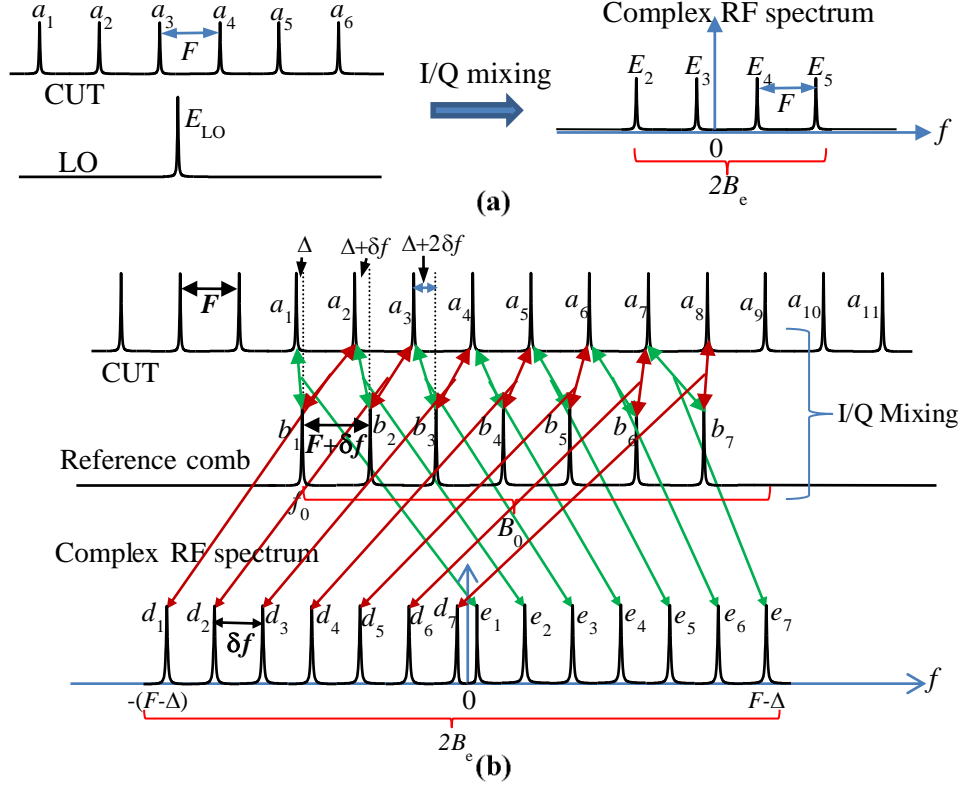 a1 a2 a3 a4 a5 a6
F
CUT
ELO
LO
I/Q mixing
Complex RF spectrum
E2 E3 E4 E5
F
f
0
2Be
(a)
Δ Δ+δf Δ+2δf
F
a1 a2 a3 a4 a5 a6 a7 a8 a9 a10 a11
CUT
b1 b2 b3 b4 b5 b6 b7
F+δf
I/Q Mixing
Reference comb
f0
B0
Complex RF spectrum
d1 d2 d3 d4 d5 d6 d7 e1 e2 e3 e4 e5 e6 e7
δf
f
-(F-Δ) 0 F-Δ
2Be
(b)